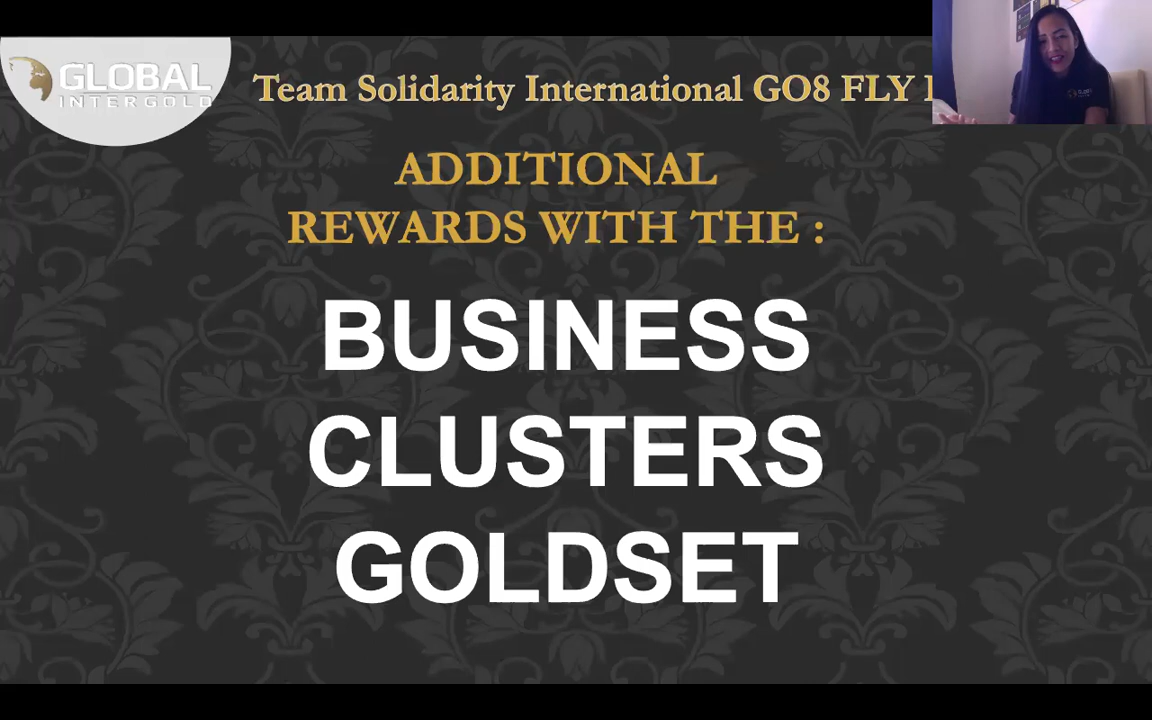 GLOBAL
INTERGOLD
Team Solidarity International GO8 FLY
ADDITIONAL
REWARDS WITH THE :
BUSINESS
CLUSTERS
GOLDSET